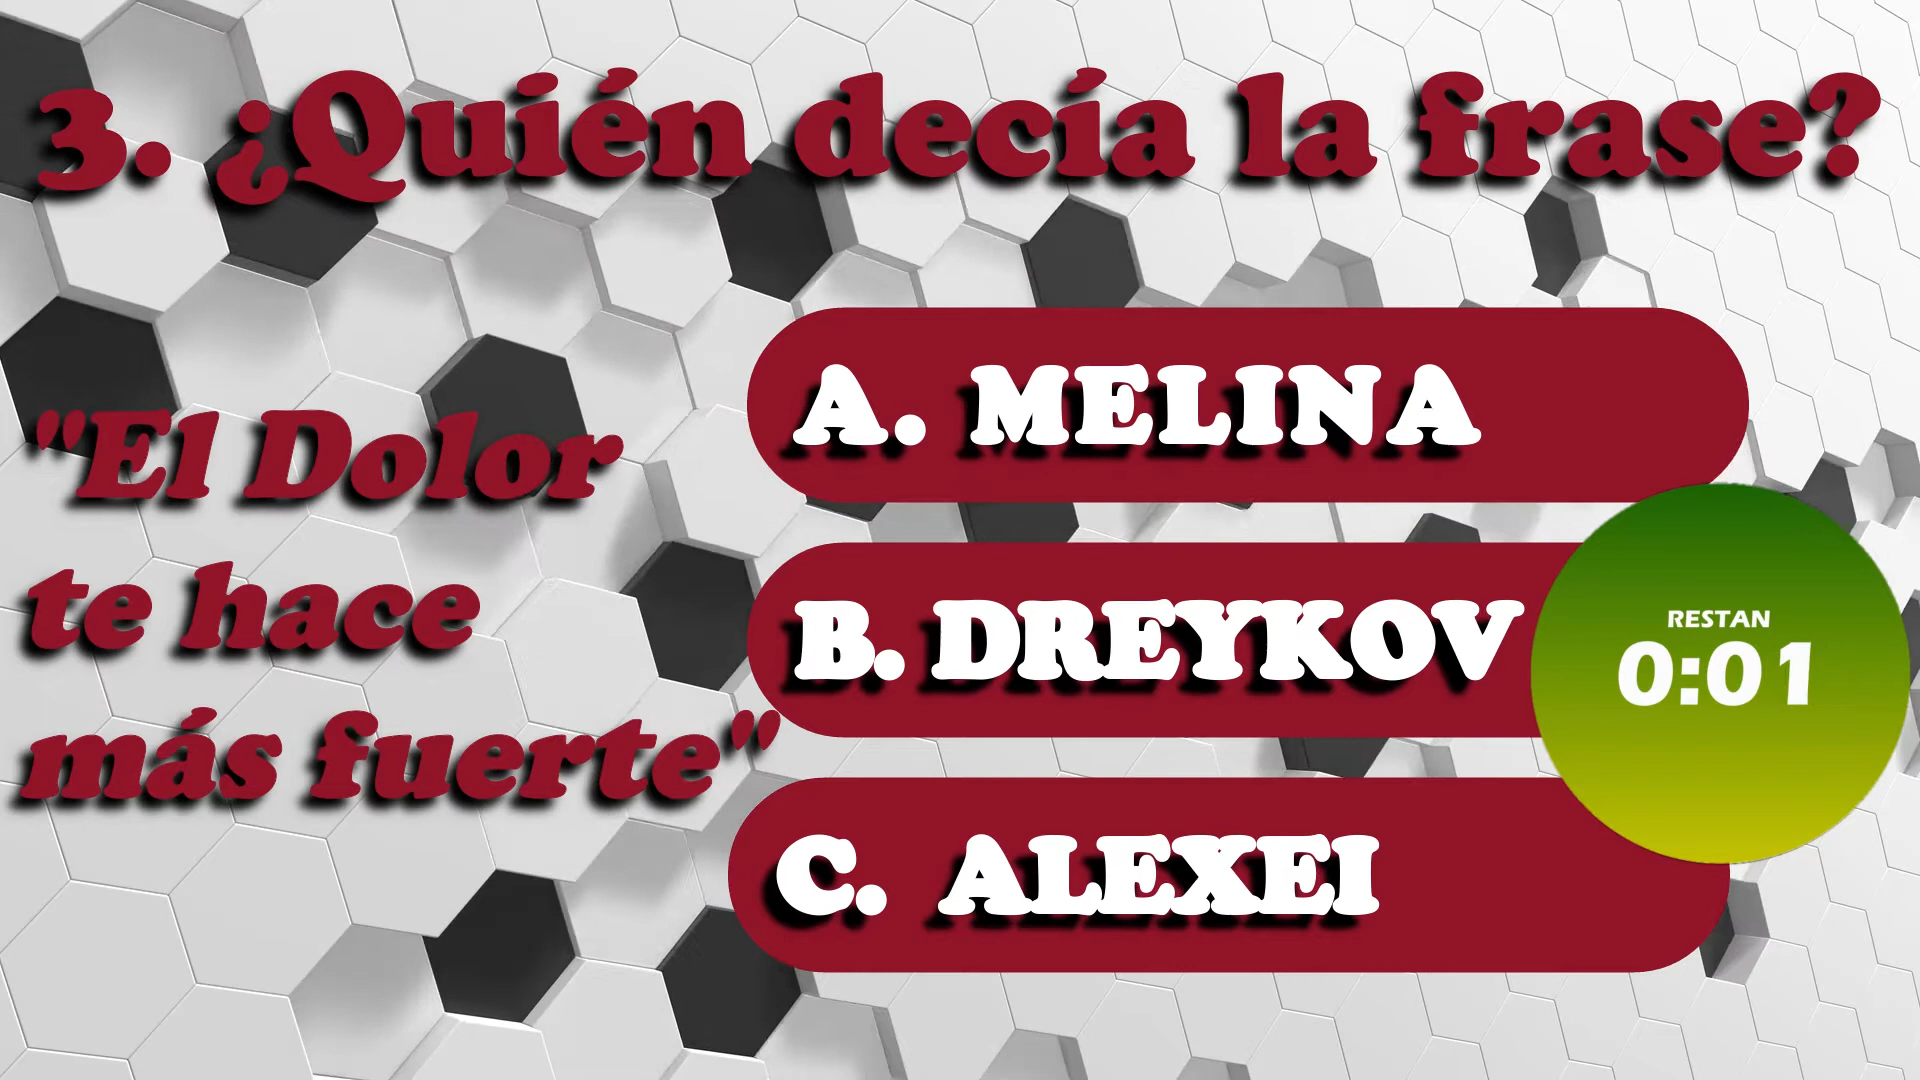 3. ¿Quién decía la frase?
"El Dolor
te hace
más fuerte"
A. MELINA
B. DREYKOV
C. ALEXEI
RESTAN
0:01